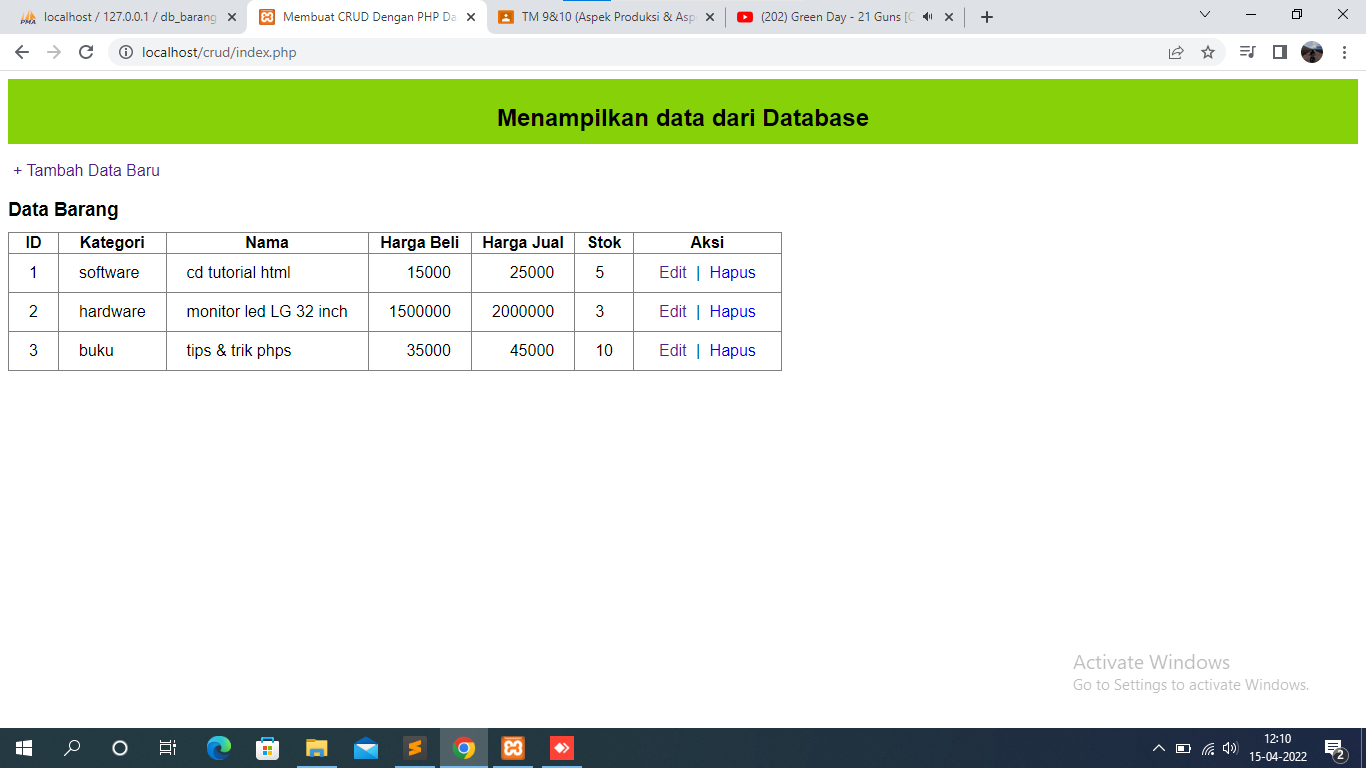 localhost / 127.0.0.1 / db_barang
Membuat CRUD Dengan PHP Da
TM 9&10 (Aspek Produksi & Asp
(202) Green Day - 21 Guns [
localhost/crud/index.php
Menampilkan data dari Database
+ Tambah Data Baru
Data Barang
ID Kategori Nama Harga Beli Harga Jual Stok Aksi
1 software cd tutorial html 15000 25000 5 Edit | Hapus
2 hardware monitor led LG 32 inch 1500000 2000000 3 Edit | Hapus
3 buku tips & trik phps 35000 45000 10 Edit | Hapus
Activate Windows
Go to Settings to activate Windows.
12:10
15-04-2022
2